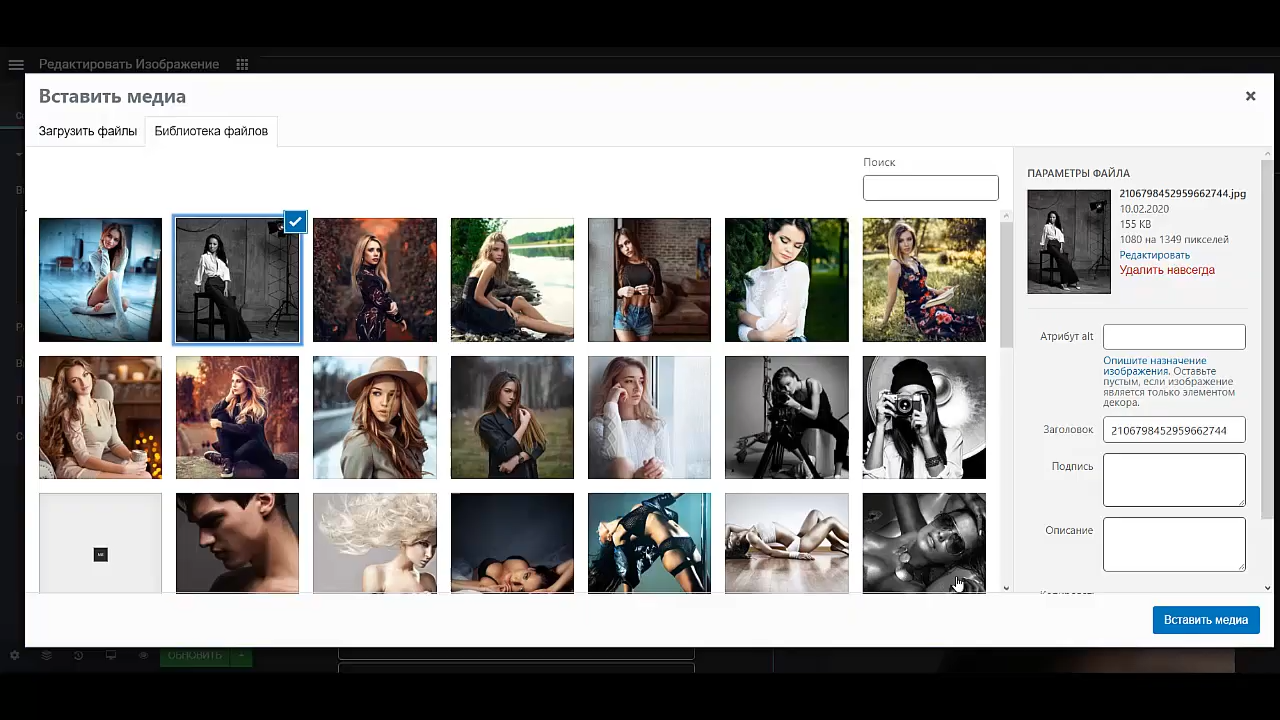 Редактировать Изображение
Вставить медиа
Загрузить файлы
Библиотека файлов
Поиск
ПАРАМЕТРЫ ФАЙЛА
2106798452959662744.jpg
10.02.2020
155 КВ
1080 на 1349 пикселей
Редактировать
Удалить навсегда
Атрибут alt
Опишите назначение
изображения. Оставьте
пустым, если изображение
является только элементом
декора.
Заголовок
2106798452959662744
Подпись
Описание
Вставить медиа
ОБНОВИТЬ